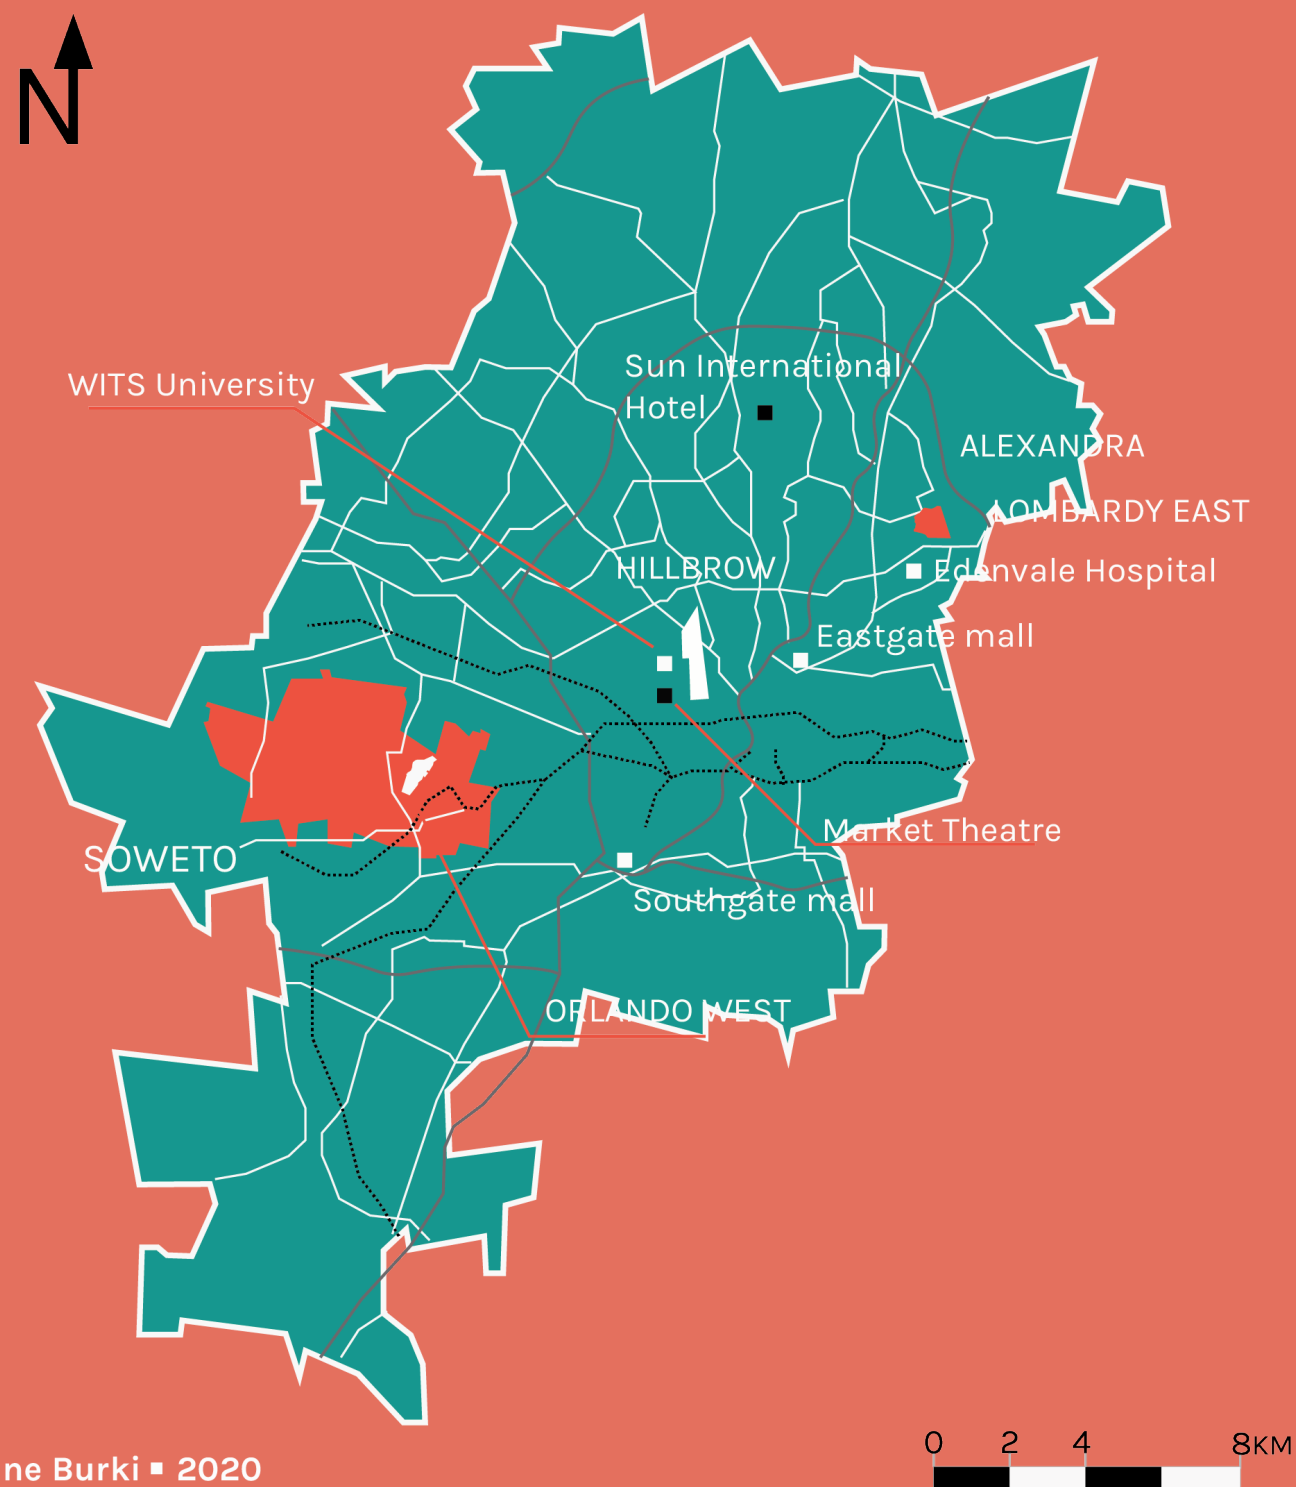 N
WITS University
Sun International
Hotel
ALEXANDRA
LOMBARDY EAST
HILLBROW
Edenvale Hospital
Eastgate mall
Market Theatre
SOWETO
Southgate mall
ORLANDO WEST
0 2 4 8KM
ne Burki ▪ 2020